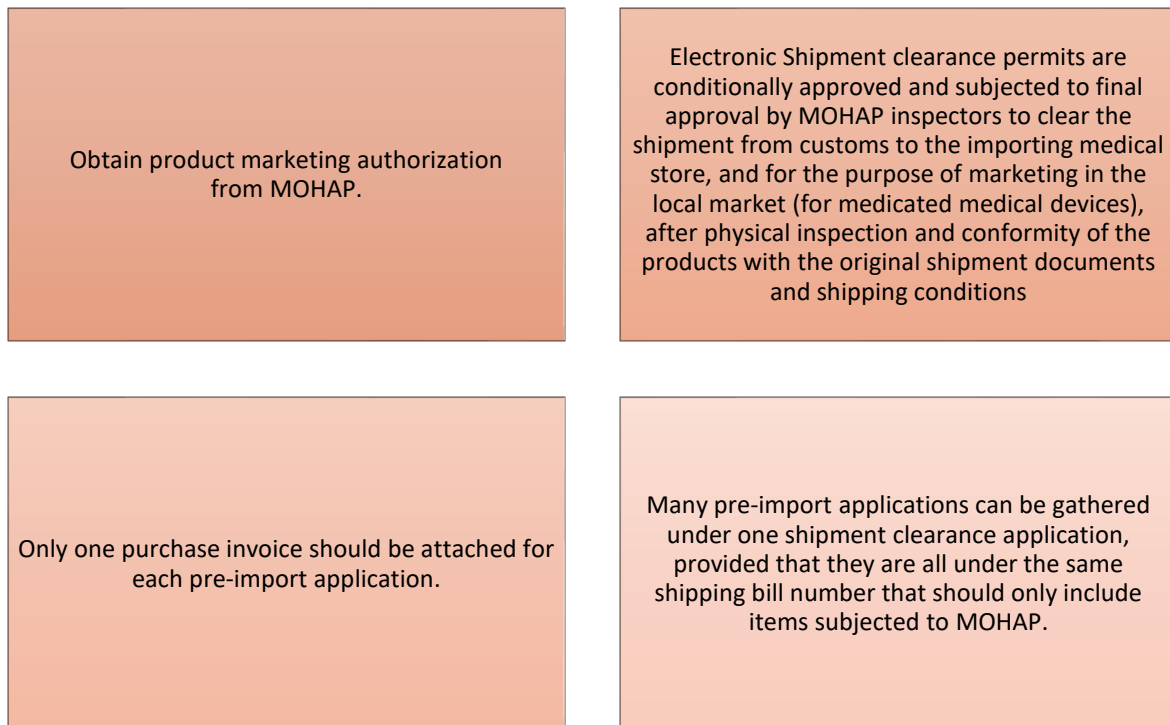 Obtain product marketing authorization
from MOHAP.
Electronic Shipment clearance permits are
conditionally approved and subjected to final
approval by MOHAP inspectors to clear the
shipment from customs to the importing medical
store, and for the purpose of marketing in the
local market (for medicated medical devices),
after physical inspection and conformity of the
products with the original shipment documents
and shipping conditions
Only one purchase invoice should be attached for
each pre-import application.
Many pre-import applications can be gathered
under one shipment clearance application,
provided that they are all under the same
shipping bill number that should only include
items subjected to MOHAP.